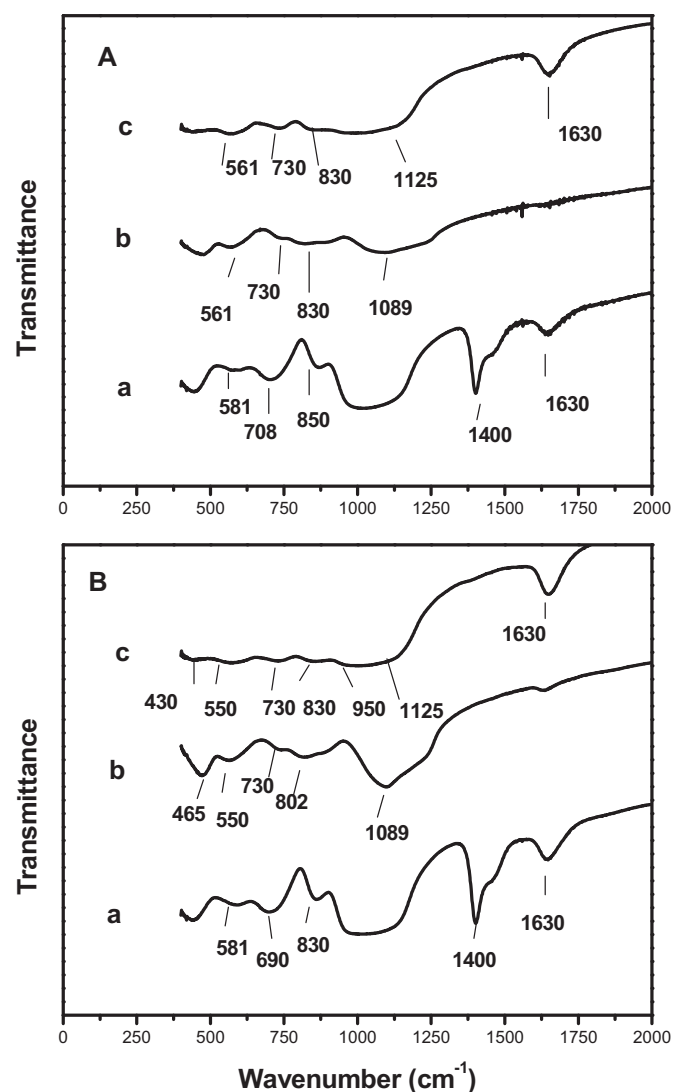 A
c
561 730 830 1125 1630
b
561 730 830 1089
a
581 708 850 1400 1630
Transmittance
0 250 500 750 1000 1250 1500 1750 2000
B
c
430 550 730 830 950 1125 1630
b
465 550 730 802 1089
a
581 690 830 1400 1630
Transmittance
0 250 500 750 1000 1250 1500 1750 2000
Wavenumber (cm⁻¹)